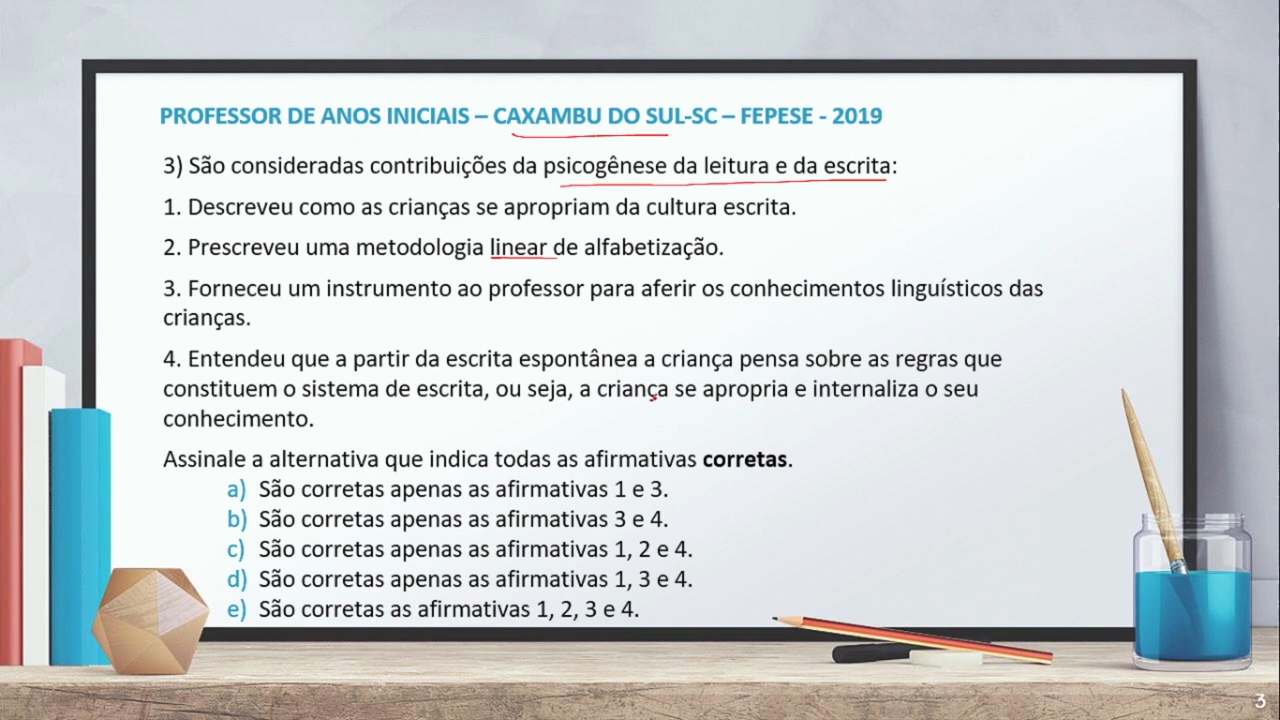 PROFESSOR DE ANOS INICIAIS – CAXAMBU DO SUL-SC – FEPESE - 2019
3) São consideradas contribuições da psicogênese da leitura e da escrita:
1. Descreveu como as crianças se apropriam da cultura escrita.
2. Prescreveu uma metodologia linear de alfabetização.
3. Forneceu um instrumento ao professor para aferir os conhecimentos linguísticos das
crianças.
4. Entendeu que a partir da escrita espontânea a criança pensa sobre as regras que
constituem o sistema de escrita, ou seja, a criança se apropria e internaliza o seu
conhecimento.
Assinale a alternativa que indica todas as afirmativas corretas.
a) São corretas apenas as afirmativas 1 e 3.
b) São corretas apenas as afirmativas 3 e 4.
c) São corretas apenas as afirmativas 1, 2 e 4.
d) São corretas apenas as afirmativas 1, 3 e 4.
e) São corretas as afirmativas 1, 2, 3 e 4.
3